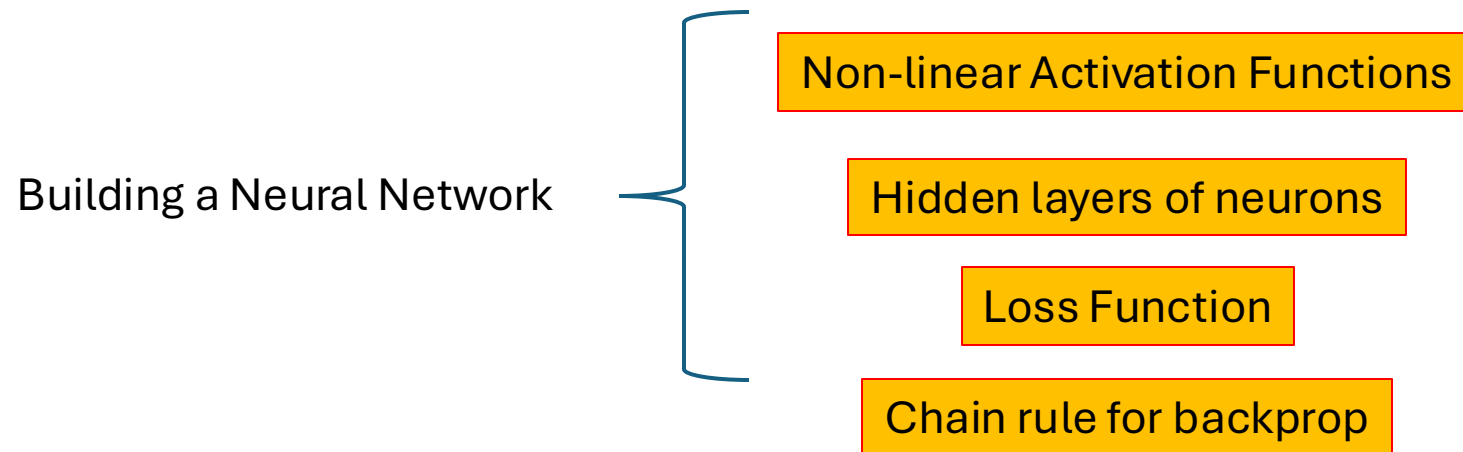 Non-linear Activation Functions
Building a Neural Network
Hidden layers of neurons
Loss Function
Chain rule for backprop